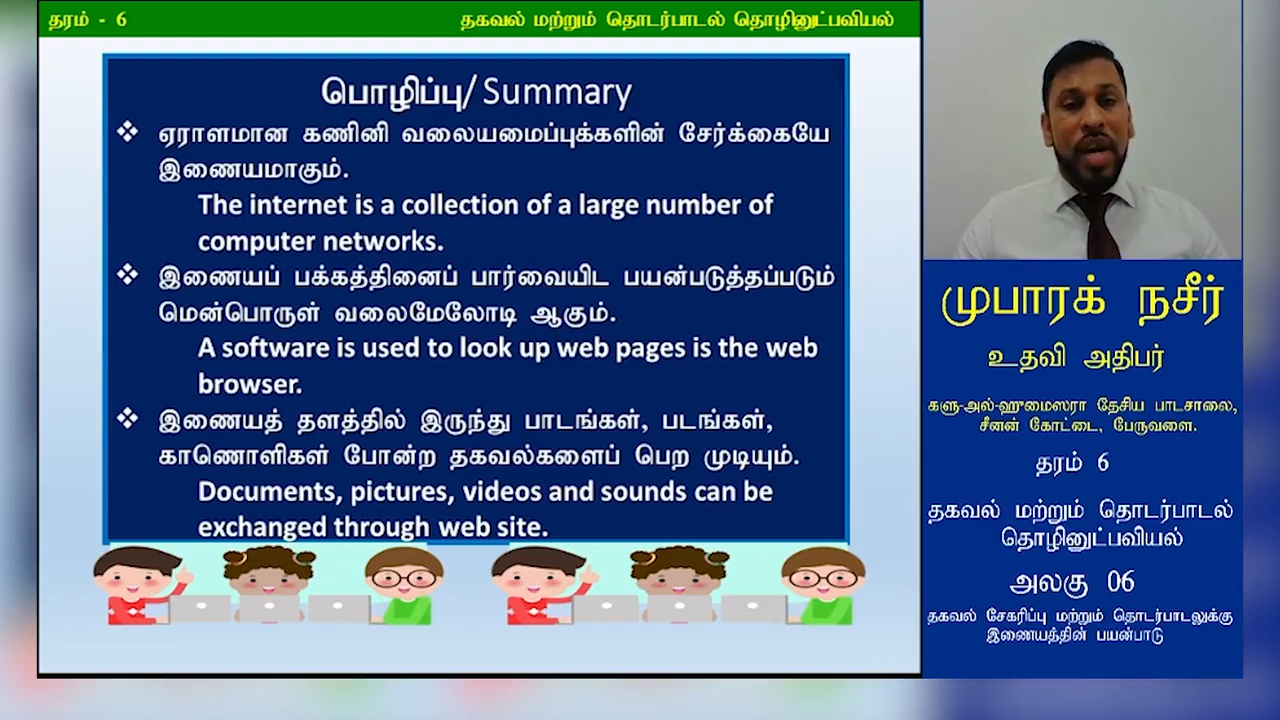 தரம் - 6
தகவல் மற்றும் தொடர்பாடல் தொழினுட்பவியல்
பொழிப்பு/ Summary
❖ ஏராளமான கணினி வலையமைப்புக்களின் சேர்க்கையே
இணையமாகும்.
The internet is a collection of a large number of
computer networks.
❖ இணையப் பக்கத்தினைப் பார்வையிட பயன்படுத்தப்படும்
மென்பொருள் வலைமேலோடி ஆகும்.
A software is used to look up web pages is the web
browser.
❖ இணையத் தளத்தில் இருந்து பாடங்கள், படங்கள்,
காணொளிகள் போன்ற தகவல்களைப் பெற முடியும்.
Documents, pictures, videos and sounds can be
exchanged through web site.
முபாரக் நசீர்
உதவி அதிபர்
களு-அல்-ஹுமைஸரா தேசிய பாடசாலை,
சீனன் கோட்டை, பேருவளை.
தரம் 6
தகவல் மற்றும் தொடர்பாடல்
தொழினுட்பவியல்
அலகு 06
தகவல் சேகரிப்பு மற்றும் தொடர்பாடலுக்கு
இணையத்தின் பயன்பாடு